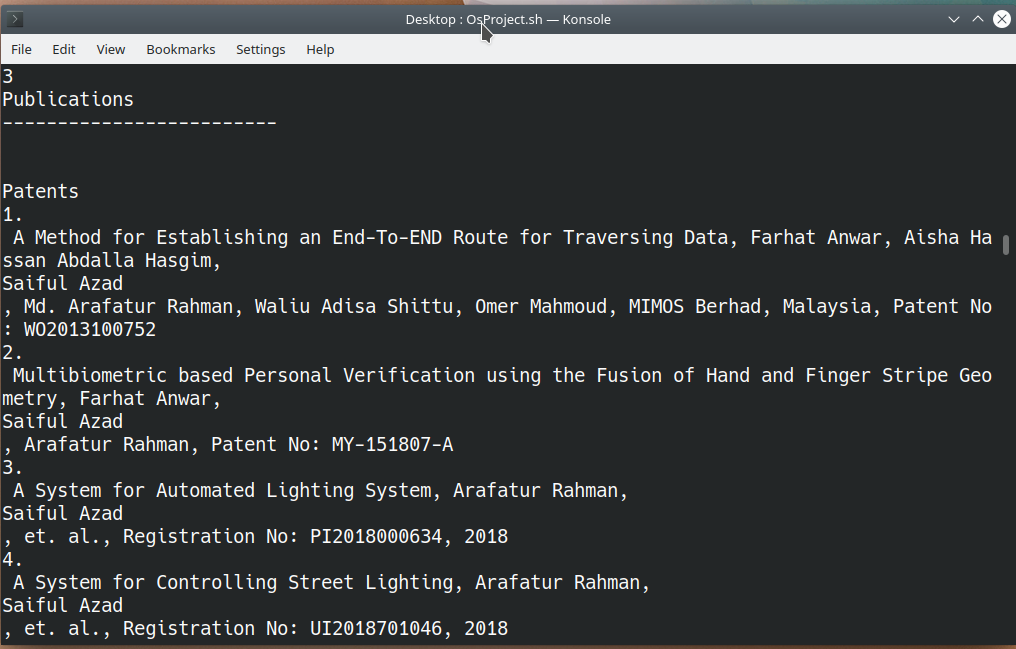 Desktop : OsProject.sh — Konsole
File Edit View Bookmarks Settings Help
3
Publications
-------------------------
Patents
1.
A Method for Establishing an End-To-END Route for Traversing Data, Farhat Anwar, Aisha Ha
ssan Abdalla Hasgim,
Saiful Azad
, Md. Arafatur Rahman, Waliu Adisa Shittu, Omer Mahmoud, MIMOS Berhad, Malaysia, Patent No
: WO2013100752
2.
Multibiometric based Personal Verification using the Fusion of Hand and Finger Stripe Geo
metry, Farhat Anwar,
Saiful Azad
, Arafatur Rahman, Patent No: MY-151807-A
3.
A System for Automated Lighting System, Arafatur Rahman,
Saiful Azad
, et. al., Registration No: PI2018000634, 2018
4.
A System for Controlling Street Lighting, Arafatur Rahman,
Saiful Azad
, et. al., Registration No: UI2018701046, 2018